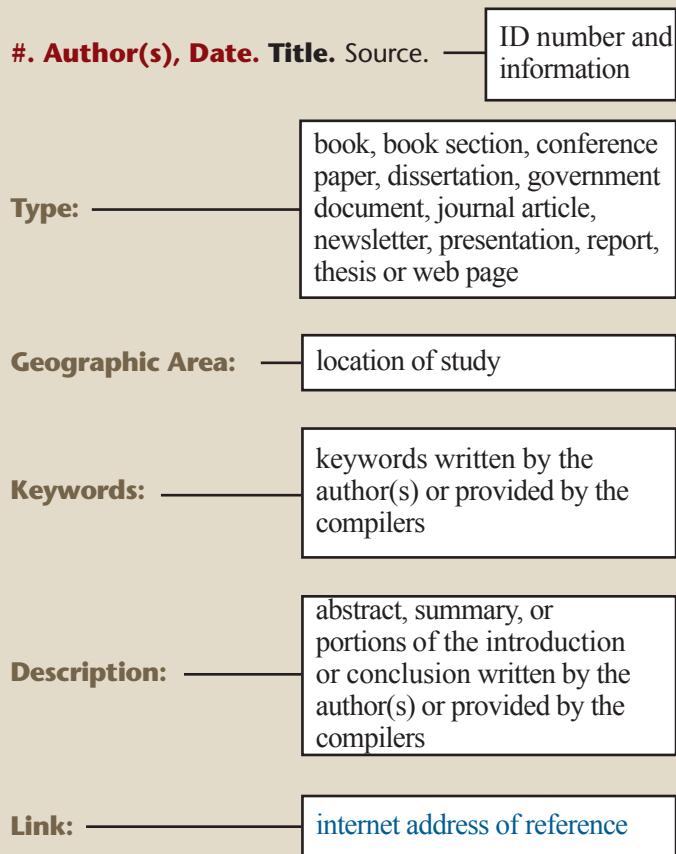 #. Author(s), Date. Title. Source.
ID number and
information
Type:
book, book section, conference
paper, dissertation, government
document, journal article,
newsletter, presentation, report,
thesis or web page
Geographic Area:
location of study
Keywords:
keywords written by the
author(s) or provided by the
compilers
Description:
abstract, summary, or
portions of the introduction
or conclusion written by the
author(s) or provided by the
compilers
Link:
internet address of reference